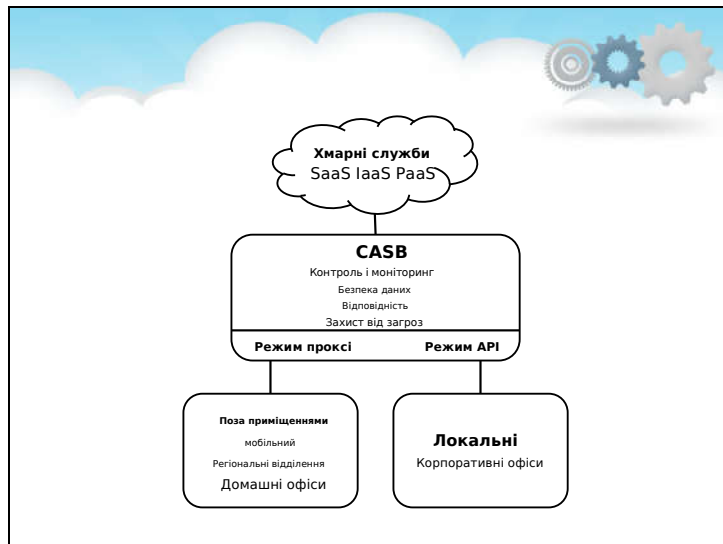 Хмарні служби
SaaS IaaS PaaS
CASB
Контроль і моніторинг
Безпека даних
Відповідність
Захист від загроз
Режим проксі
Режим API
Поза приміщеннями
мобільний
Регіональні відділення
Домашні офіси
Локальні
Корпоративні офіси